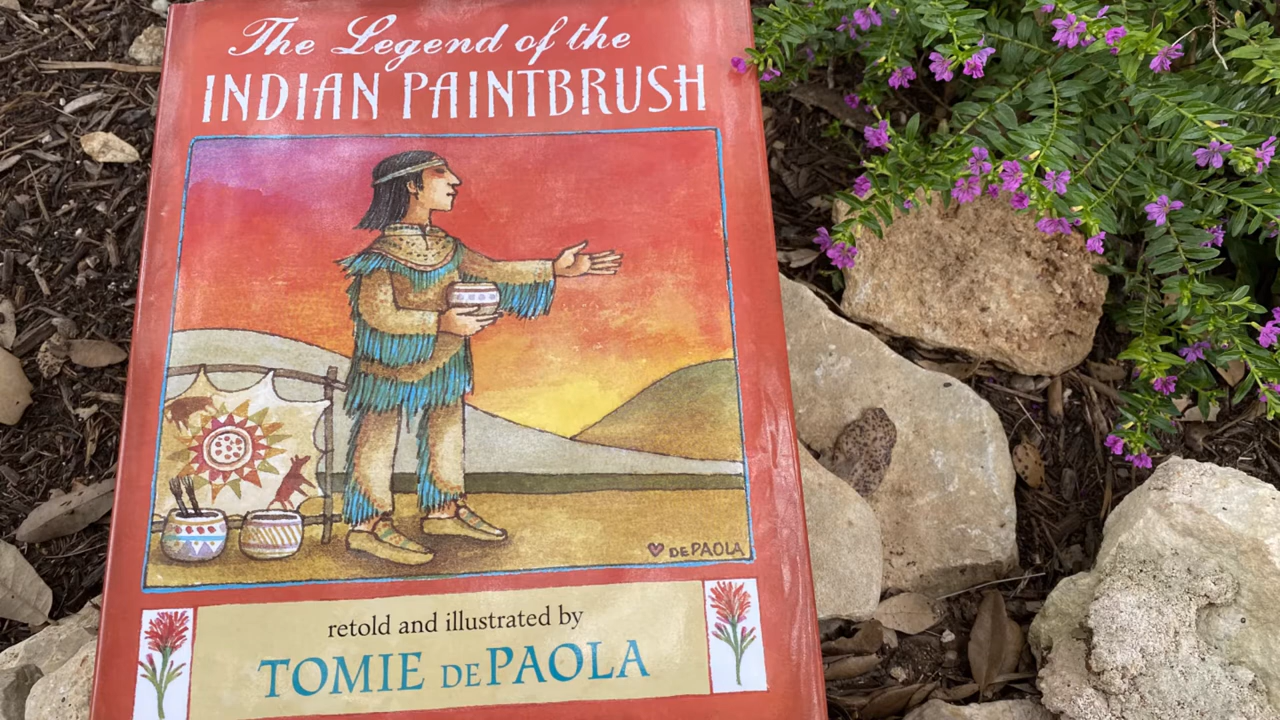 The Legend of the
INDIAN PAINTBRUSH
DEPAOLA
retold and illustrated by
TOMIE DEPAOLA